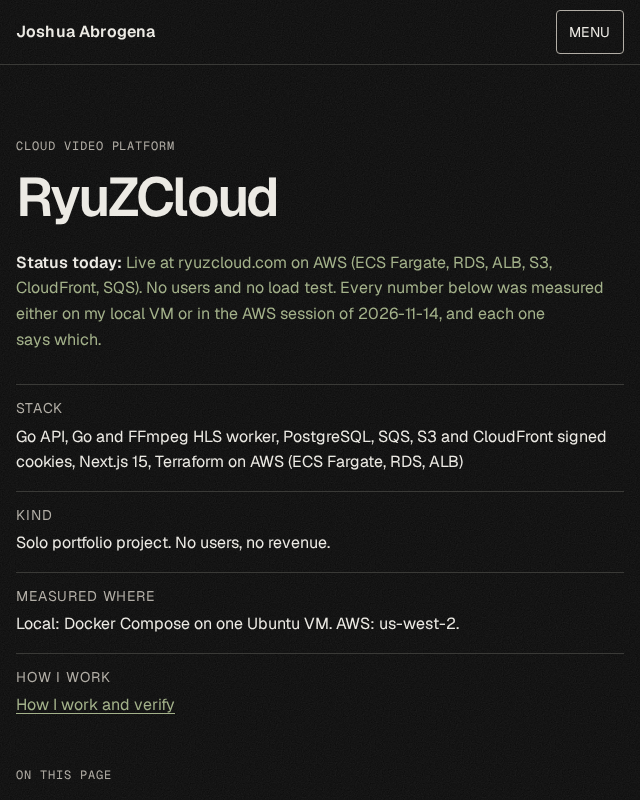 Joshua Abrogena
MENU
CLOUD VIDEO PLATFORM
RyuZCloud
Status today: Live at ryuzcloud.com on AWS (ECS Fargate, RDS, ALB, S3,
CloudFront, SQS). No users and no load test. Every number below was measured
either on my local VM or in the AWS session of 2026-11-14, and each one
says which.
STACK
Go API, Go and FFmpeg HLS worker, PostgreSQL, SQS, S3 and CloudFront signed
cookies, Next.js 15, Terraform on AWS (ECS Fargate, RDS, ALB)
KIND
Solo portfolio project. No users, no revenue.
MEASURED WHERE
Local: Docker Compose on one Ubuntu VM. AWS: us-west-2.
HOW I WORK
How I work and verify
ON THIS PAGE